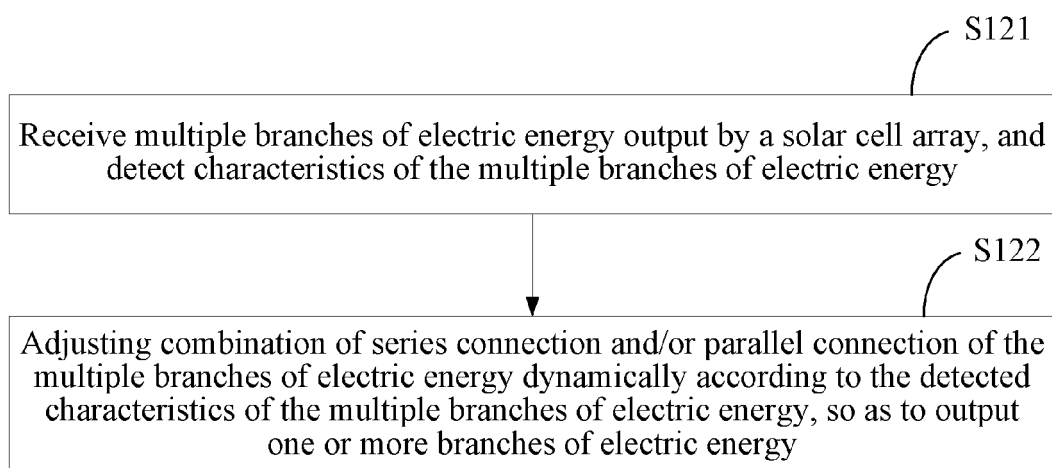 S121
Receive multiple branches of electric energy output by a solar cell array, and
detect characteristics of the multiple branches of electric energy
S122
Adjusting combination of series connection and/or parallel connection of the
multiple branches of electric energy dynamically according to the detected
characteristics of the multiple branches of electric energy, so as to output
one or more branches of electric energy